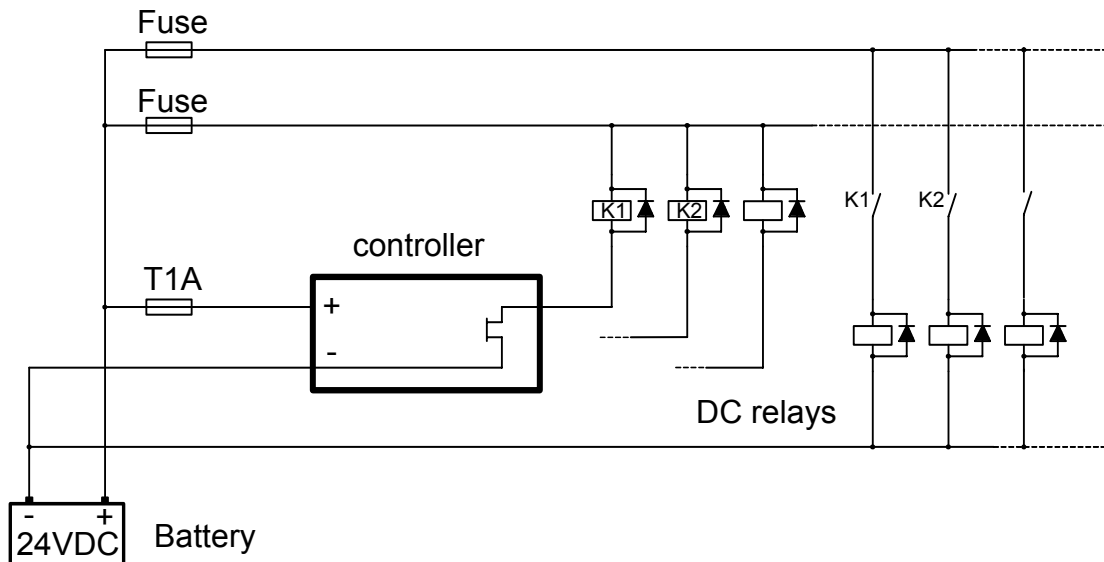 Fuse
Fuse
K1
K2
K1
K2
controller
T1A
+
-
DC relays
- +
24VDC
Battery